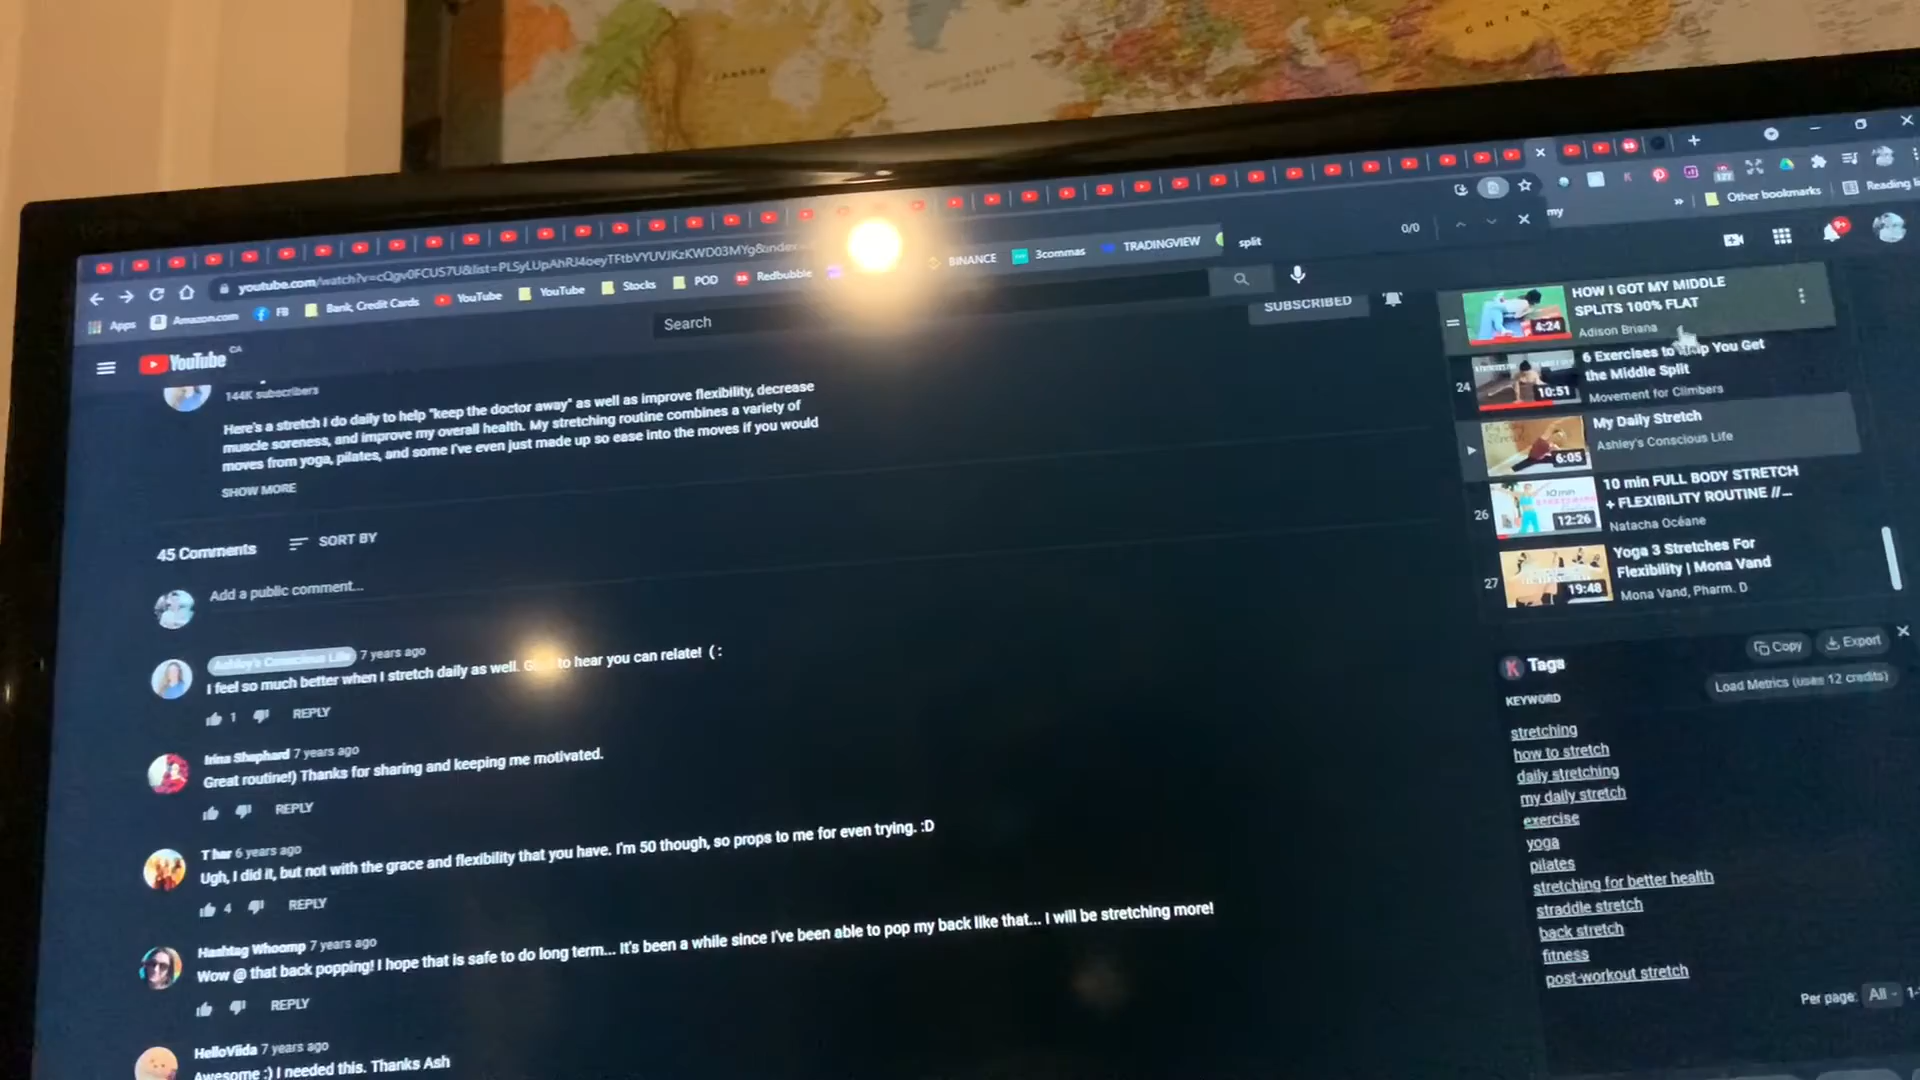 CANADA
CHINA
youtube.com/watch?v=cQgv0FCUS7U&list=PLSyLUpAhRJ4oeyTFtbVYUVJKzKWD03MYg&index
split
0/0
my
Apps
Amazon.com
FB
Bank, Credit Cards
YouTube
YouTube
Stocks
POD
Redbubble
BINANCE
3commas
TRADINGVIEW
Other bookmarks
Reading li
YouTube
CA
Search
9+
144K subscribers
SUBSCRIBED
Here's a stretch I do daily to help "keep the doctor away" as well as improve flexibility, decrease
muscle soreness, and improve my overall health. My stretching routine combines a variety of
moves from yoga, pilates, and some I've even just made up so ease into the moves if you would
SHOW MORE
45 Comments
SORT BY
Add a public comment...
Ashley's Conscious Life 7 years ago
I feel so much better when I stretch daily as well. to hear you can relate! (:
1
REPLY
Irina Shephard 7 years ago
Great routine!) Thanks for sharing and keeping me motivated.
REPLY
T har 6 years ago
Ugh, I did it, but not with the grace and flexibility that you have. I'm 50 though, so props to me for even trying. :D
4
REPLY
Hashtag Whoomp 7 years ago
Wow @ that back popping! I hope that is safe to do long term... It's been a while since I've been able to pop my back like that... I will be stretching more!
REPLY
HelloViida 7 years ago
Awesome :) I needed this. Thanks Ash
HOW I GOT MY MIDDLE
SPLITS 100% FLAT
Adison Briana
4:24
24
6 Exercises to Help You Get
the Middle Split
Movement for Climbers
10:51
My Daily Stretch
Ashley's Conscious Life
6:05
26
10 min FULL BODY STRETCH
+ FLEXIBILITY ROUTINE //...
Natacha Océane
12:26
27
Yoga 3 Stretches For
Flexibility | Mona Vand
Mona Vand, Pharm. D
19:48
K Tags
Copy
Export
Load Metrics (uses 12 credits)
KEYWORD
stretching
how to stretch
daily stretching
my daily stretch
exercise
yoga
pilates
stretching for better health
straddle stretch
back stretch
fitness
post-workout stretch
Per page: All
1-